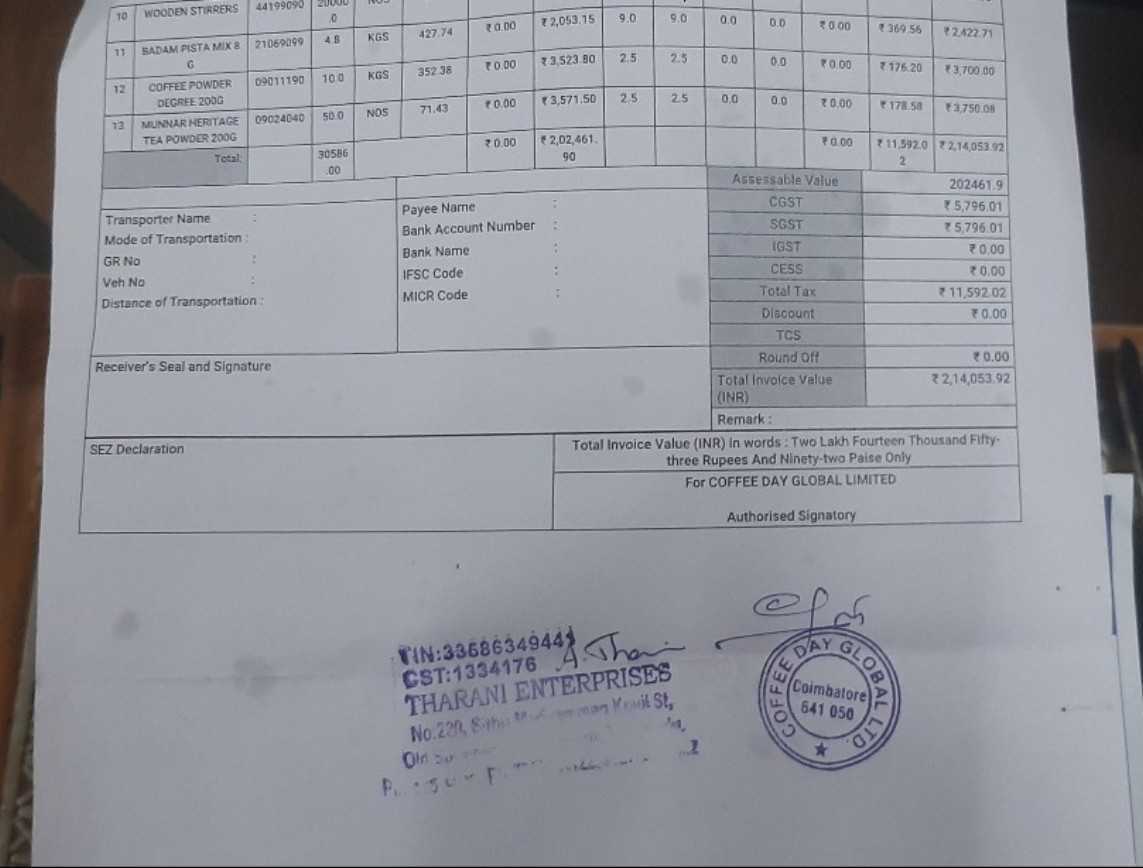 10 WOODEN STIRRERS 44199090 20000.0 NOS
11 BADAM PISTA MIX 8 G 21069099 4.8 KGS 427.74 ₹ 0.00 ₹ 2,053.15 9.0 9.0 0.0 0.0 ₹ 0.00 ₹ 369.56 ₹ 2,422.71
12 COFFEE POWDER DEGREE 200G 09011190 10.0 KGS 352.38 ₹ 0.00 ₹ 3,523.80 2.5 2.5 0.0 0.0 ₹ 0.00 ₹ 176.20 ₹ 3,700.00
13 MUNNAR HERITAGE TEA POWDER 200G 09024040 50.0 NOS 71.43 ₹ 0.00 ₹ 3,571.50 2.5 2.5 0.0 0.0 ₹ 0.00 ₹ 178.58 ₹ 3,750.08
Total: 30586.00 ₹ 0.00 ₹ 2,02,461.90 ₹ 0.00 ₹ 11,592.02 ₹ 2,14,053.92
Transporter Name :
Mode of Transportation :
GR No :
Veh No :
Distance of Transportation :
Payee Name :
Bank Account Number :
Bank Name :
IFSC Code :
MICR Code :
Assessable Value 202461.9
CGST ₹ 5,796.01
SGST ₹ 5,796.01
IGST ₹ 0.00
CESS ₹ 0.00
Total Tax ₹ 11,592.02
Discount ₹ 0.00
TCS
Round Off ₹ 0.00
Total Invoice Value (INR) ₹ 2,14,053.92
Remark :
Receiver's Seal and Signature
SEZ Declaration
Total Invoice Value (INR) in words : Two Lakh Fourteen Thousand Fifty-
three Rupees And Ninety-two Paise Only
For COFFEE DAY GLOBAL LIMITED
Authorised Signatory
TIN:33686349441
CST:1334176
THARANI ENTERPRISES
No.220,
St,
COFFEE DAY GLOBAL LTD.
Coimbatore
641 050